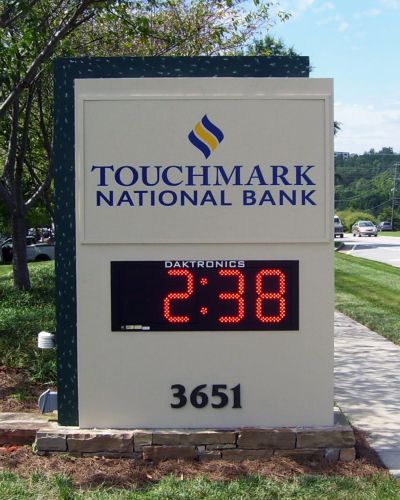 TOUCHMARK
NATIONAL BANK
DAKTRONICS
2:38
3651